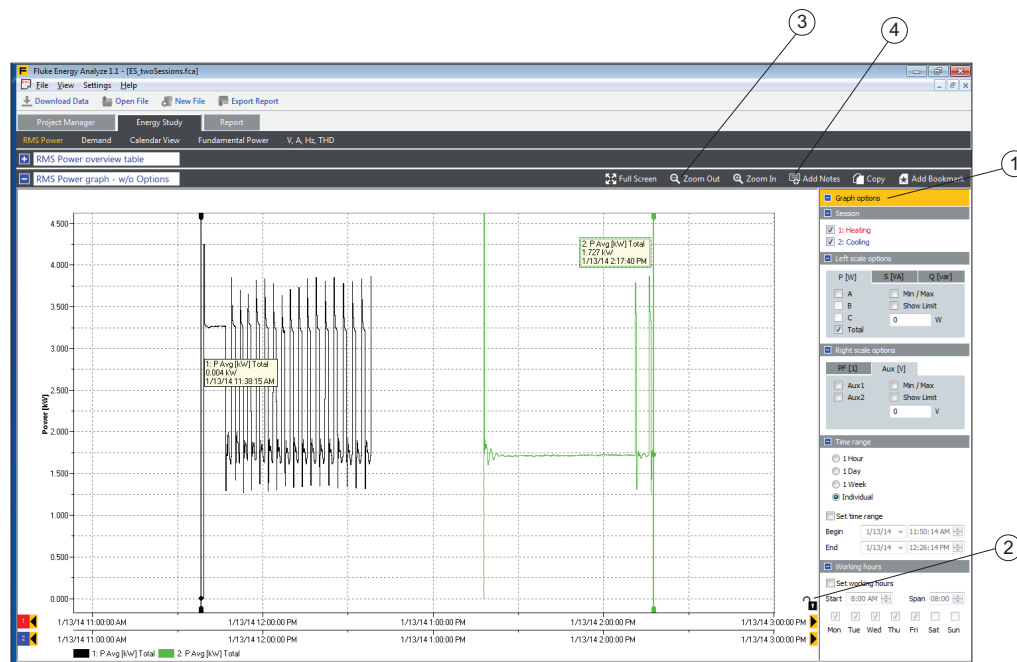 3
4
Fluke Energy Analyze 1.1 - [ES_twoSessions.fca]
File View Settings Help
Download Data Open File New File Export Report
Project Manager Energy Study Report
RMS Power Demand Calendar View Fundamental Power V, A, Hz, THD
RMS Power overview table
RMS Power graph - w/o Options Full Screen Zoom Out Zoom In Add Notes Copy Add Bookmark
1
Graph options
Session
1: Heating
2: Cooling
Left scale options
P [W] S [VA] Q [var]
A Min / Max
B Show Limit
C 0 W
Total
Right scale options
PF [1] Aux [V]
Aux1 Min / Max
Aux2 Show Limit
0 V
Time range
1 Hour
1 Day
1 Week
Individual
Set time range
Begin 1/13/14 11:50:14 AM
End 1/13/14 12:26:14 PM
2
Working hours
Set working hours
Start 8:00 AM Span 08:00
Mon Tue Wed Thu Fri Sat Sun
Power [kW]
4.500
4.000
3.500
3.000
2.500
2.000
1.500
1.000
0.500
0.000
2: P Avg [kW] Total
1.727 kW
1/13/14 2:17:40 PM
1: P Avg [kW] Total
0.004 kW
1/13/14 11:38:15 AM
1 1/13/14 11:00:00 AM 1/13/14 12:00:00 PM 1/13/14 1:00:00 PM 1/13/14 2:00:00 PM 1/13/14 3:00:00 PM
2 1/13/14 11:00:00 AM 1/13/14 12:00:00 PM 1/13/14 1:00:00 PM 1/13/14 2:00:00 PM 1/13/14 3:00:00 PM
1: P Avg [kW] Total 2: P Avg [kW] Total